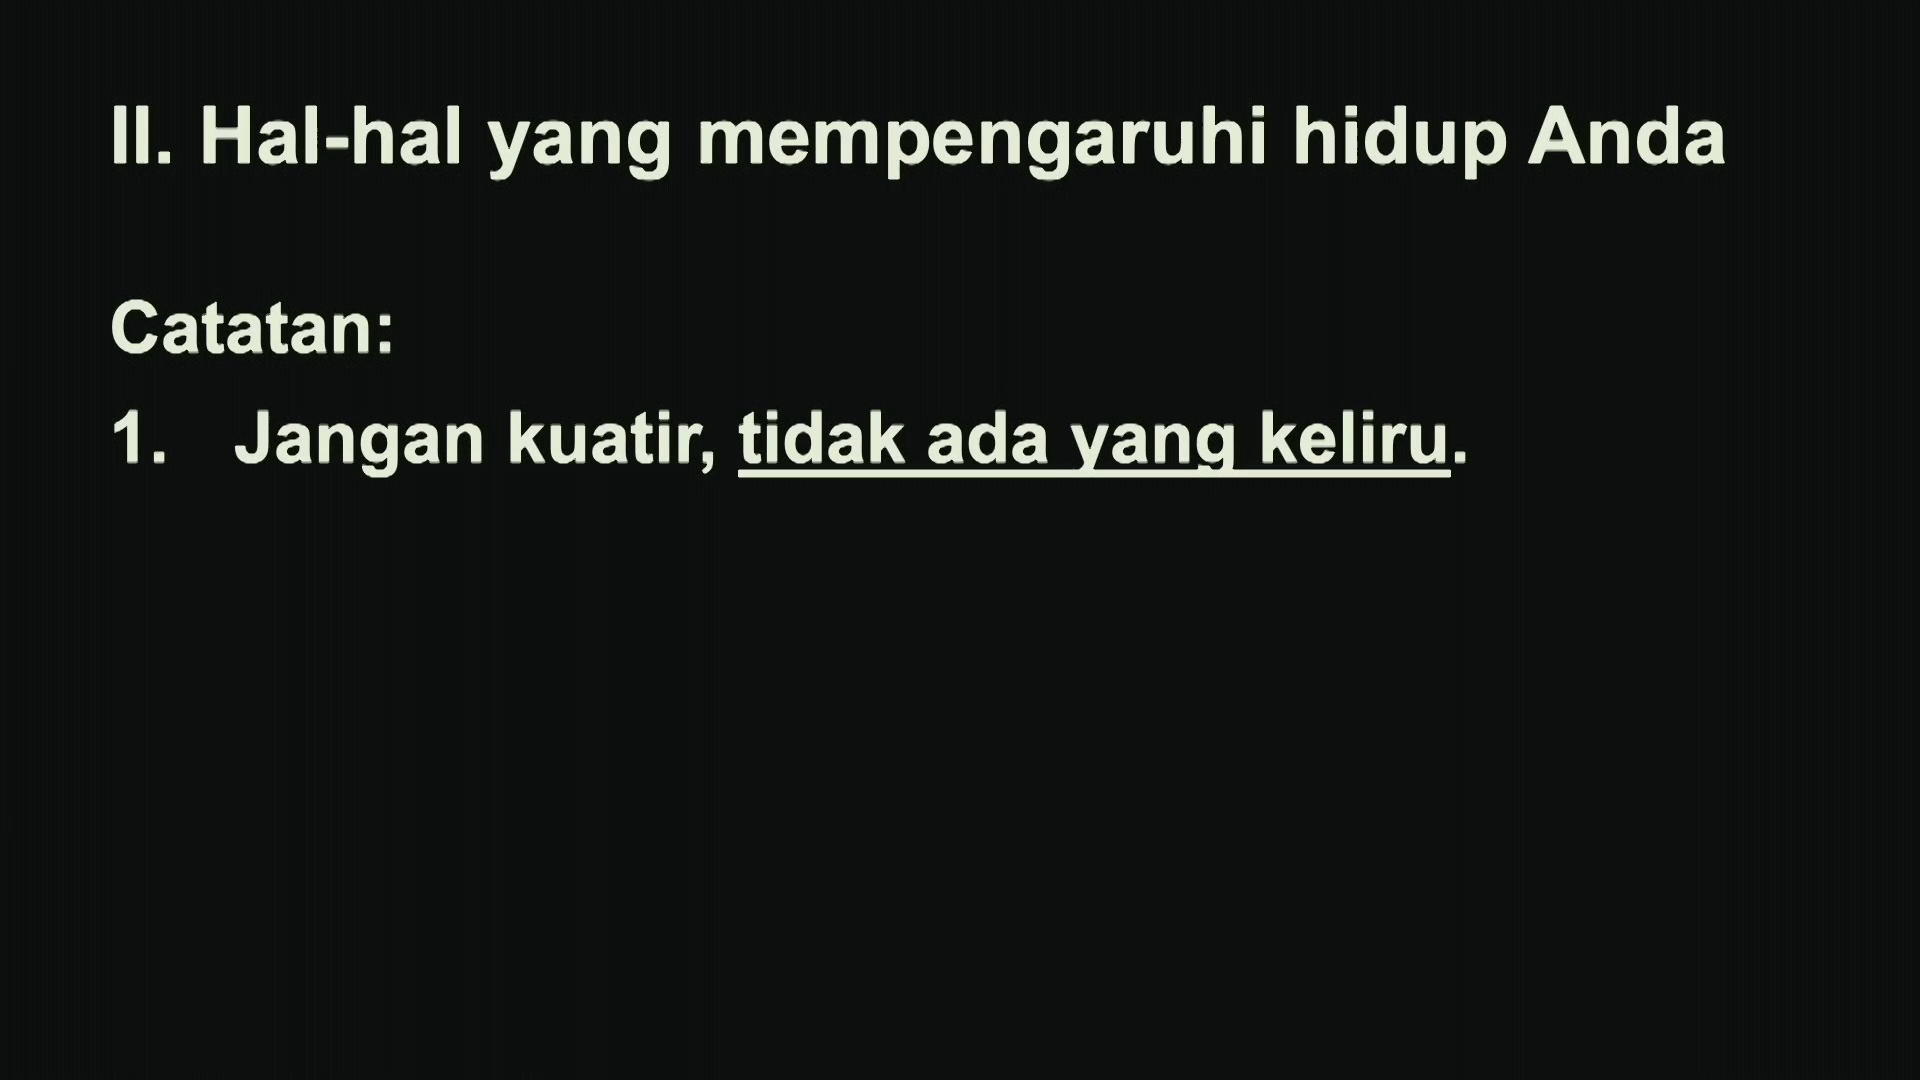 II. Hal-hal yang mempengaruhi hidup Anda
Catatan:
1. Jangan kuatir, tidak ada yang keliru.